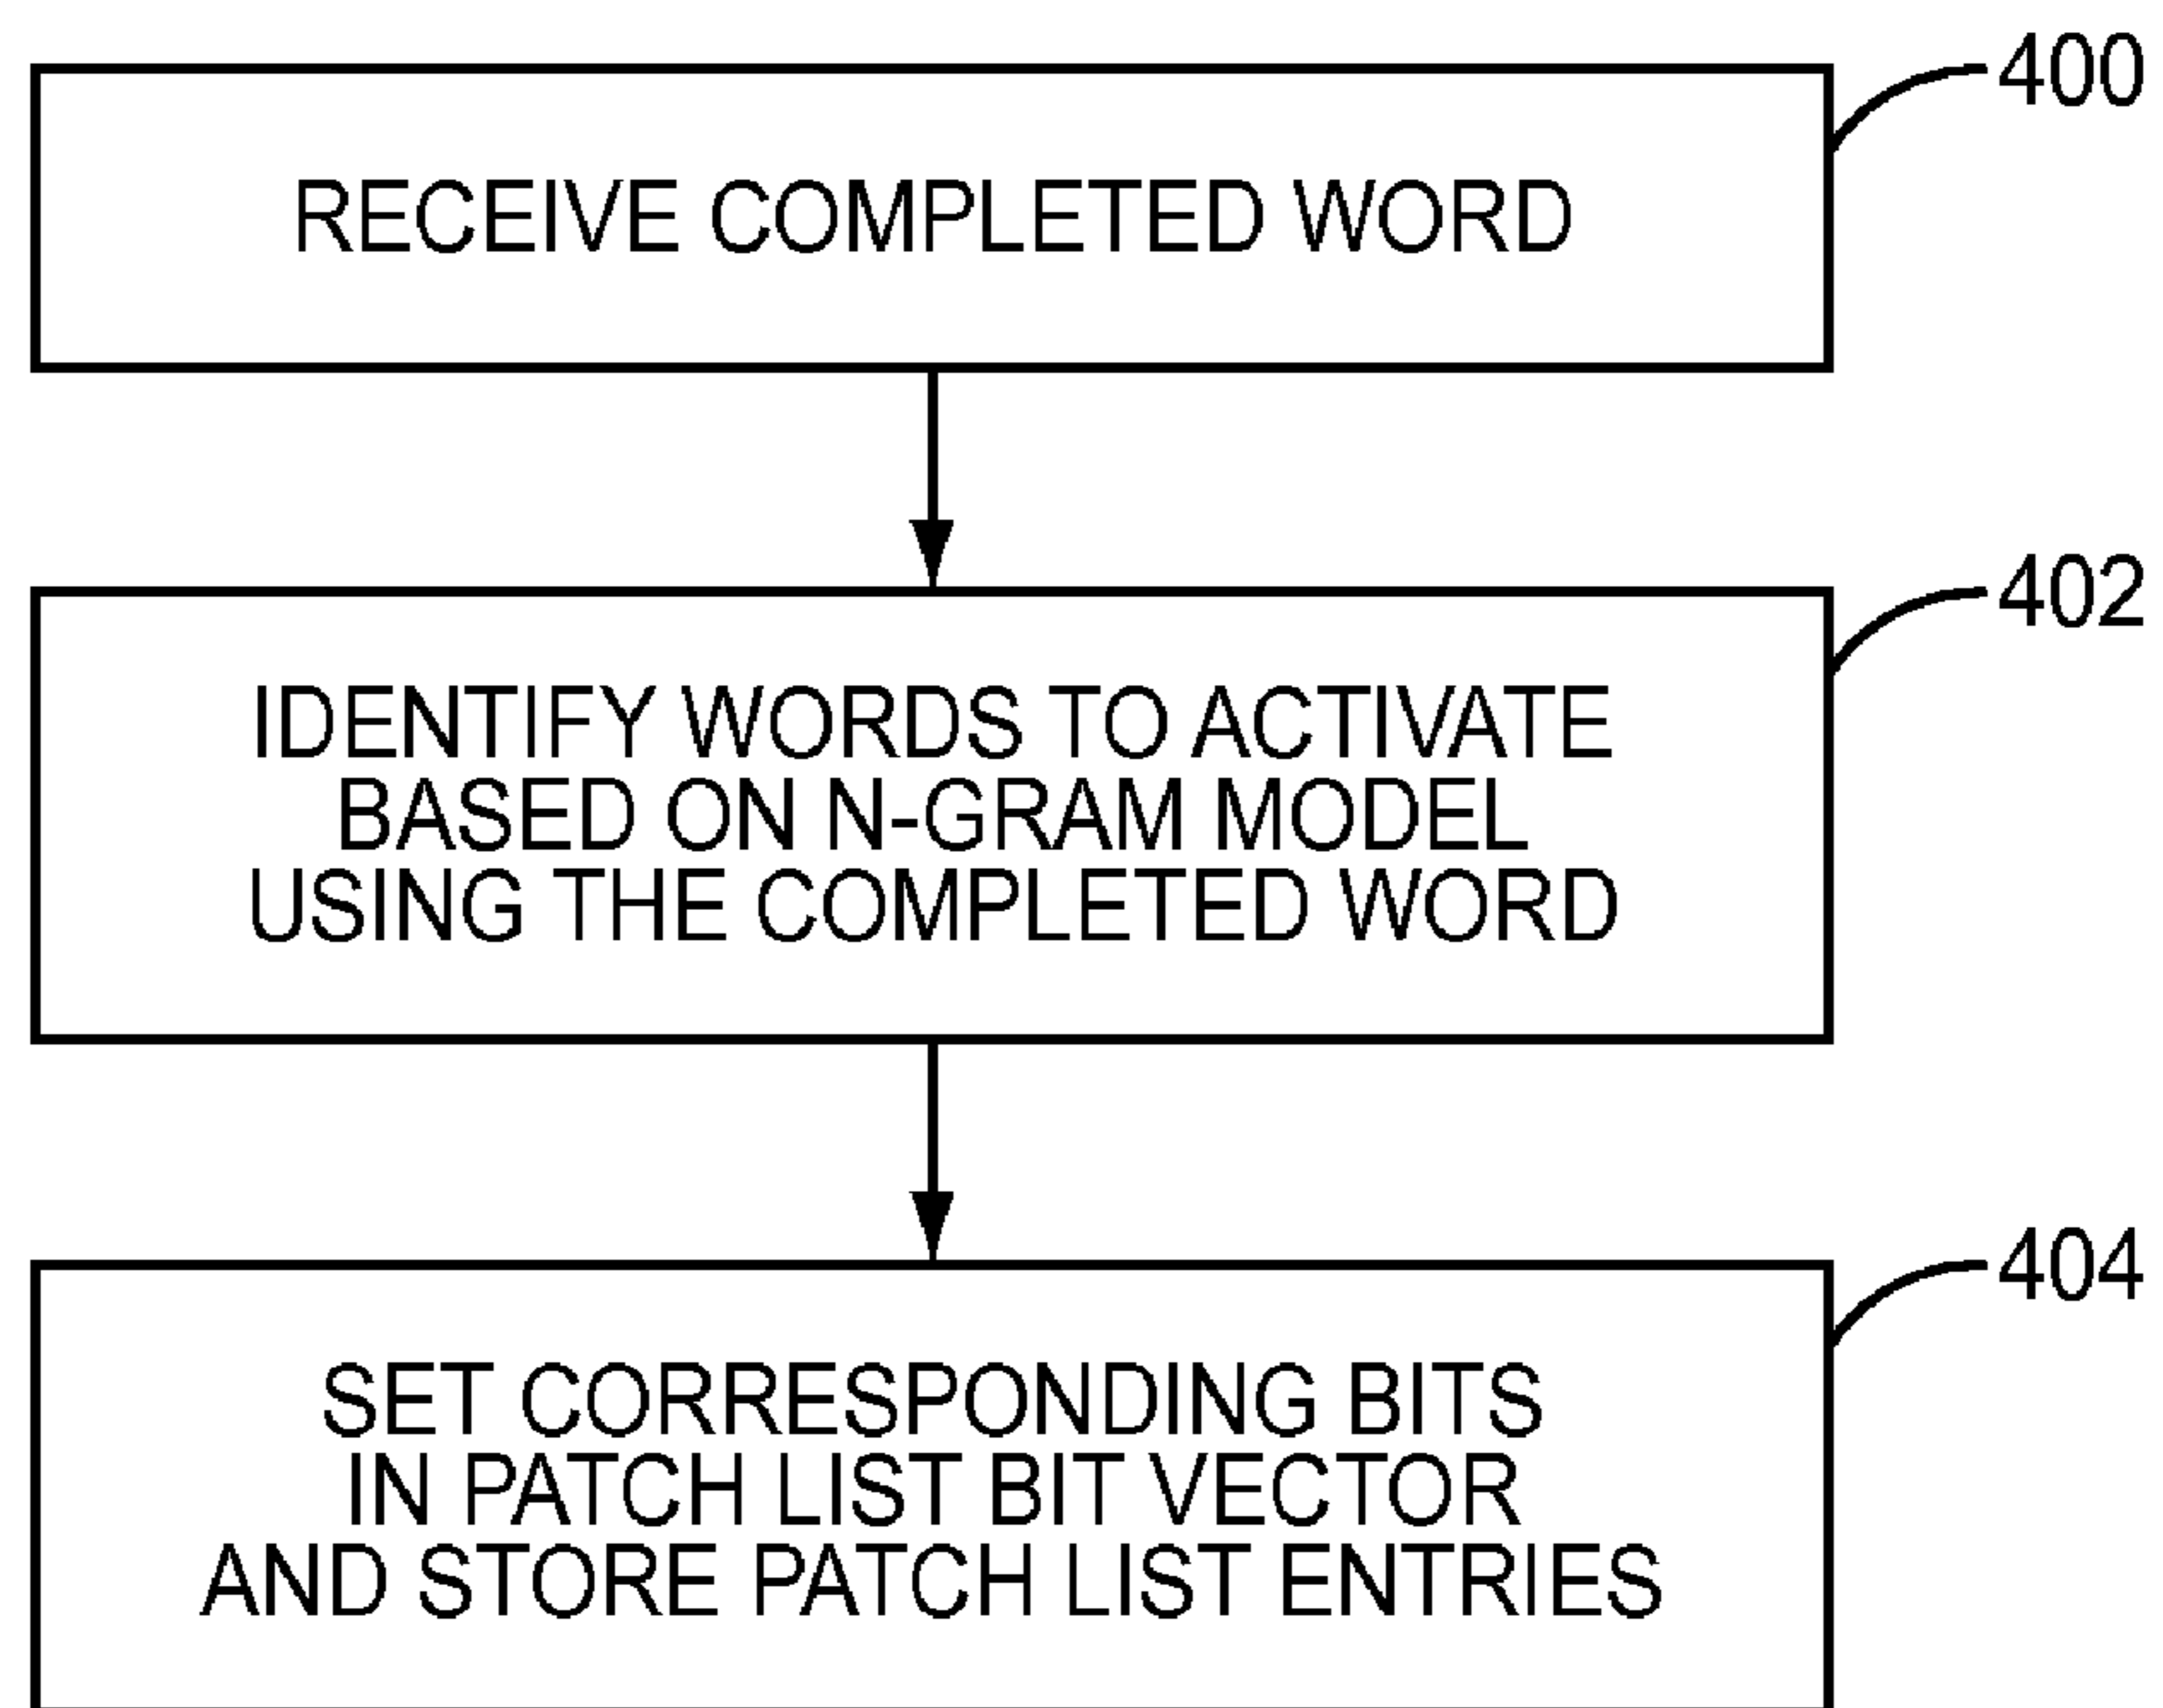 400
RECEIVE COMPLETED WORD
402
IDENTIFY WORDS TO ACTIVATE
BASED ON N-GRAM MODEL
USING THE COMPLETED WORD
404
SET CORRESPONDING BITS
IN PATCH LIST BIT VECTOR
AND STORE PATCH LIST ENTRIES